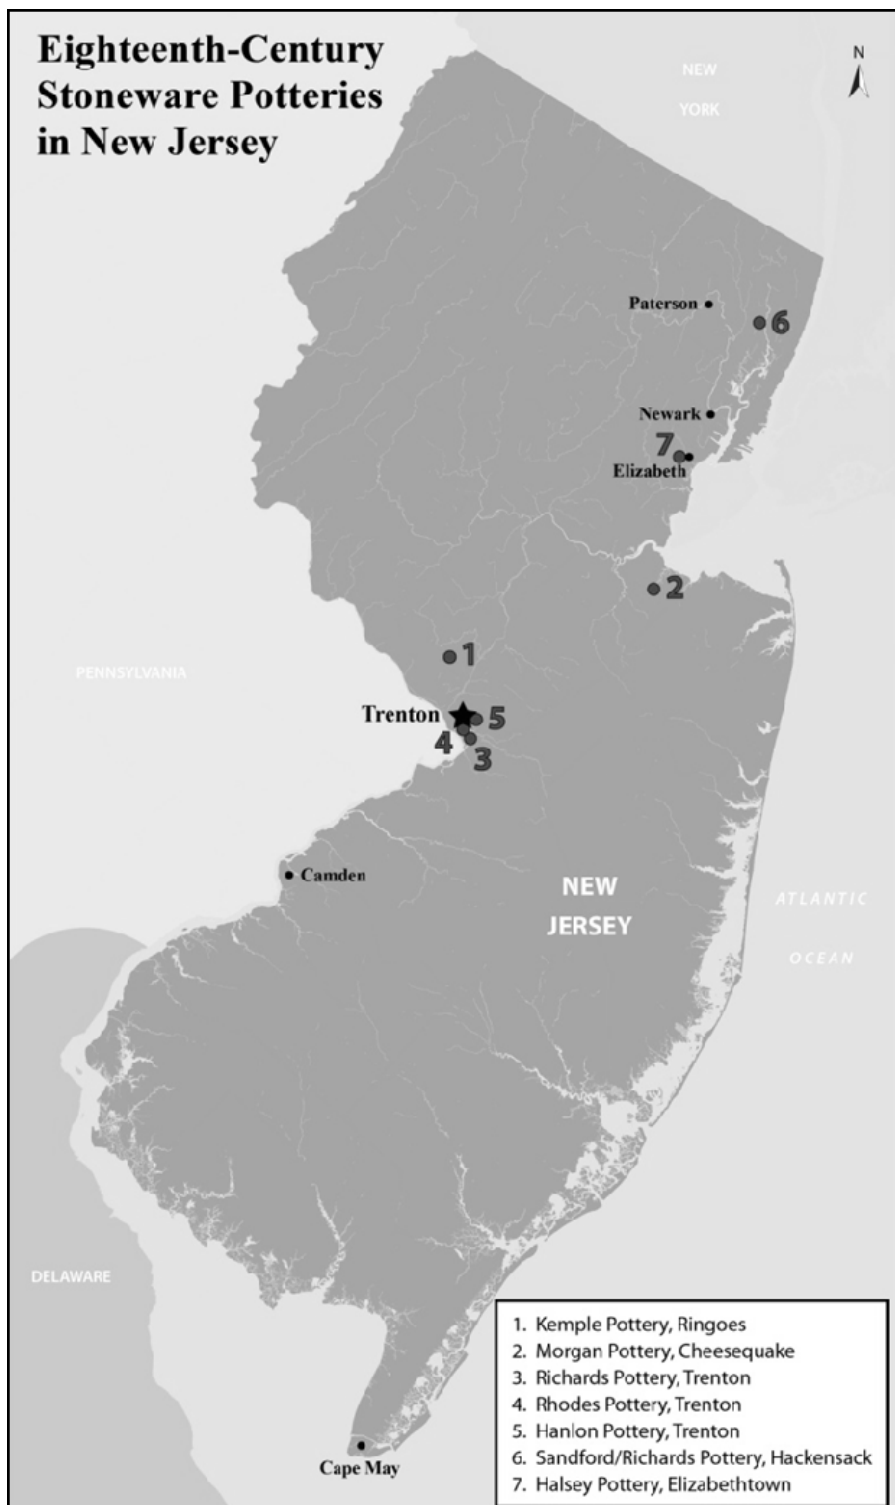 Eighteenth-Century
Stoneware Potteries
in New Jersey
N
NEW
YORK
Paterson
6
Newark
7
Elizabeth
2
1
PENNSYLVANIA
Trenton
5
4
3
Camden
NEW
JERSEY
ATLANTIC
OCEAN
DELAWARE
Cape May
1. Kemple Pottery, Ringoes
2. Morgan Pottery, Cheesequake
3. Richards Pottery, Trenton
4. Rhodes Pottery, Trenton
5. Hanlon Pottery, Trenton
6. Sandford/Richards Pottery, Hackensack
7. Halsey Pottery, Elizabethtown